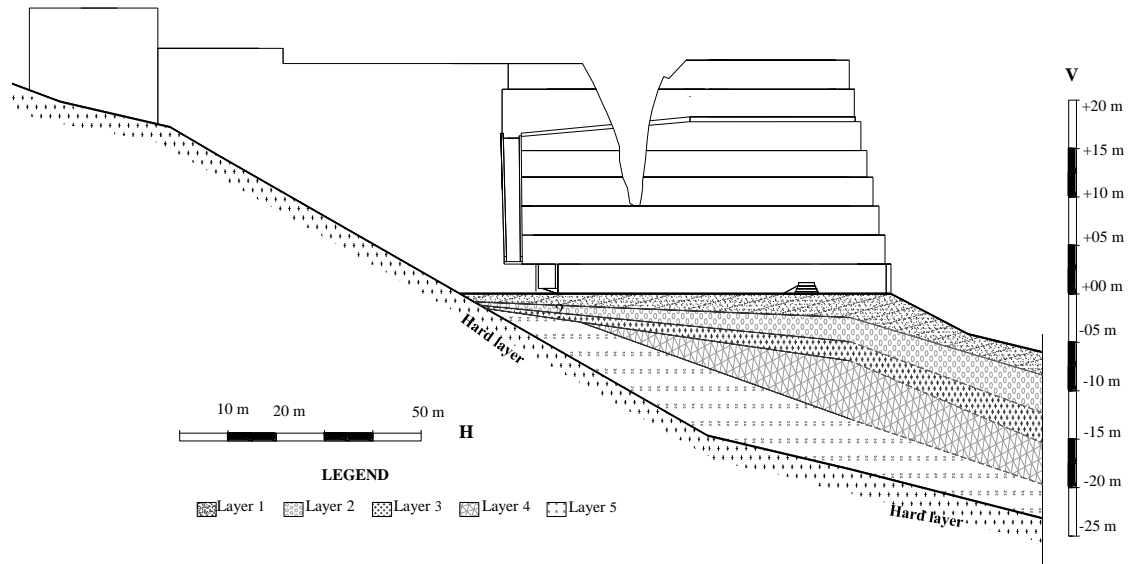 V
+20 m
+15 m
+10 m
+05 m
+00 m
-05 m
-10 m
-15 m
-20 m
-25 m
Hard layer
Hard layer
10 m 20 m 50 m
H
LEGEND
Layer 1 Layer 2 Layer 3 Layer 4 Layer 5